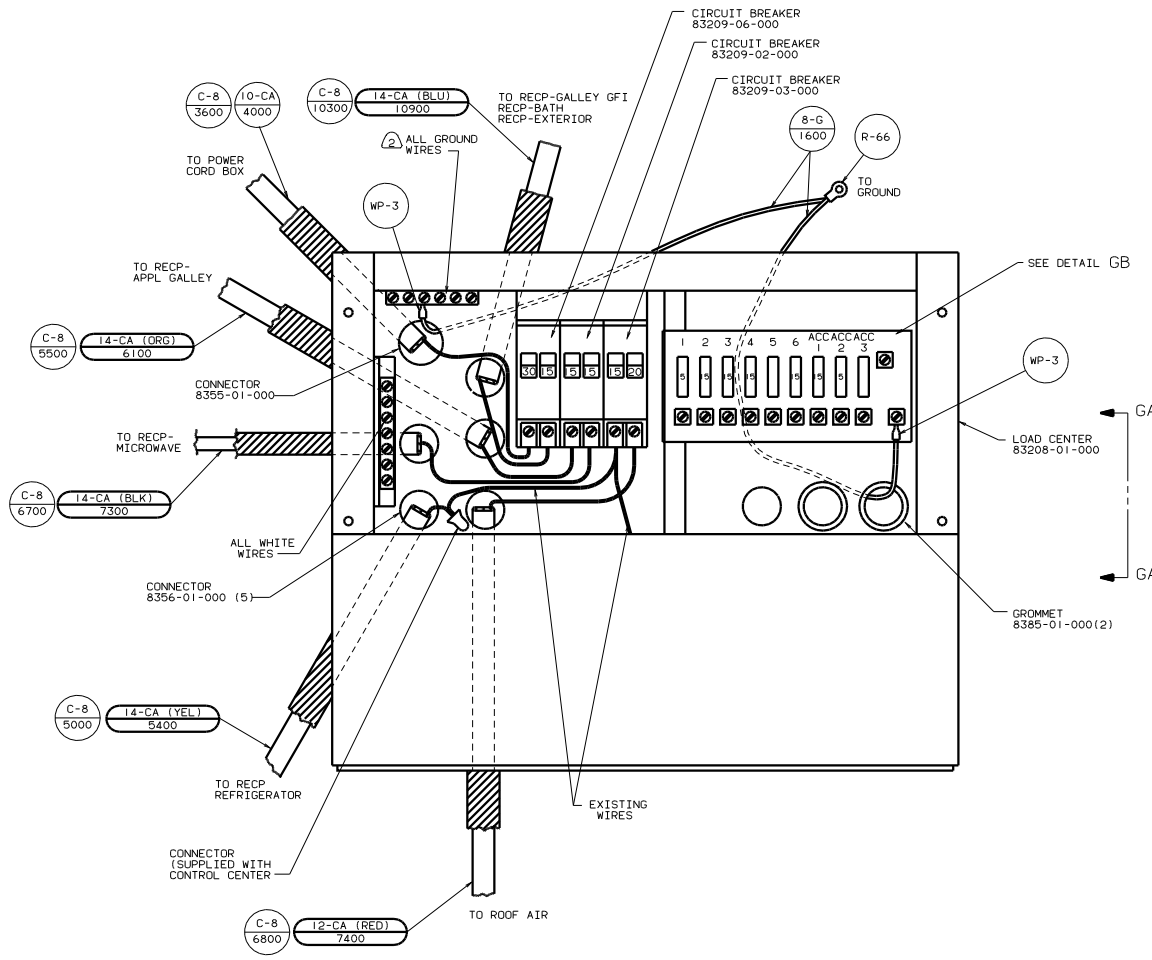 CIRCUIT BREAKER
83209-06-000
CIRCUIT BREAKER
83209-02-000
CIRCUIT BREAKER
83209-03-000
C-8
3600
10-CA
4000
C-8
10300
14-CA (BLU)
10900
TO RECP-GALLEY GFI
RECP-BATH
RECP-EXTERIOR
8-G
1600
R-66
2 ALL GROUND
WIRES
TO POWER
CORD BOX
TO
GROUND
WP-3
TO RECP-
APPL GALLEY
SEE DETAIL GB
C-8
5500
14-CA (ORG)
6100
1 2 3 4 5 6 ACC ACC ACC
1 2 3
30 15 15 15 15 20
5 15 15 15 15 15 5
WP-3
CONNECTOR
8355-01-000
GA
TO RECP-
MICROWAVE
LOAD CENTER
83208-01-000
C-8
6700
14-CA (BLK)
7300
ALL WHITE
WIRES
CONNECTOR
8356-01-000 (5)
GA
GROMMET
8385-01-000(2)
C-8
5000
14-CA (YEL)
5400
TO RECP
REFRIGERATOR
EXISTING
WIRES
CONNECTOR
(SUPPLIED WITH
CONTROL CENTER
TO ROOF AIR
C-8
6800
12-CA (RED)
7400